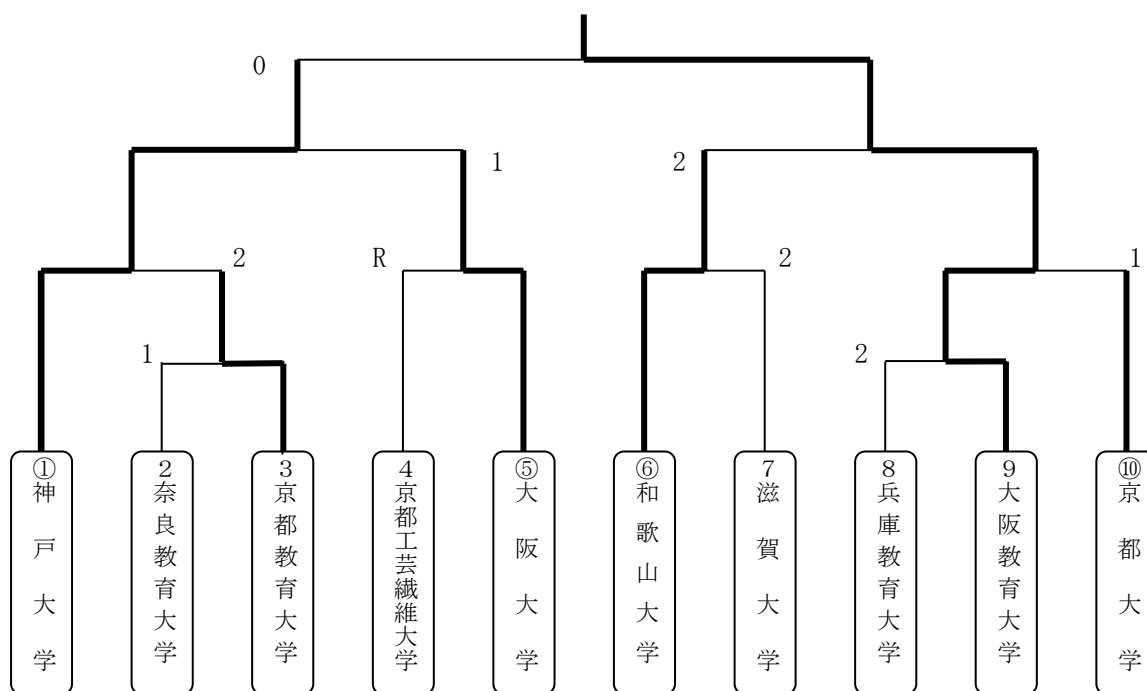 0
1
2
2
R
2
1
1
2
①神戸大学
2奈良教育大学
3京都教育大学
4京都工芸繊維大学
⑤大阪大学
⑥和歌山大学
7滋賀大学
8兵庫教育大学
9大阪教育大学
⑩京都大学